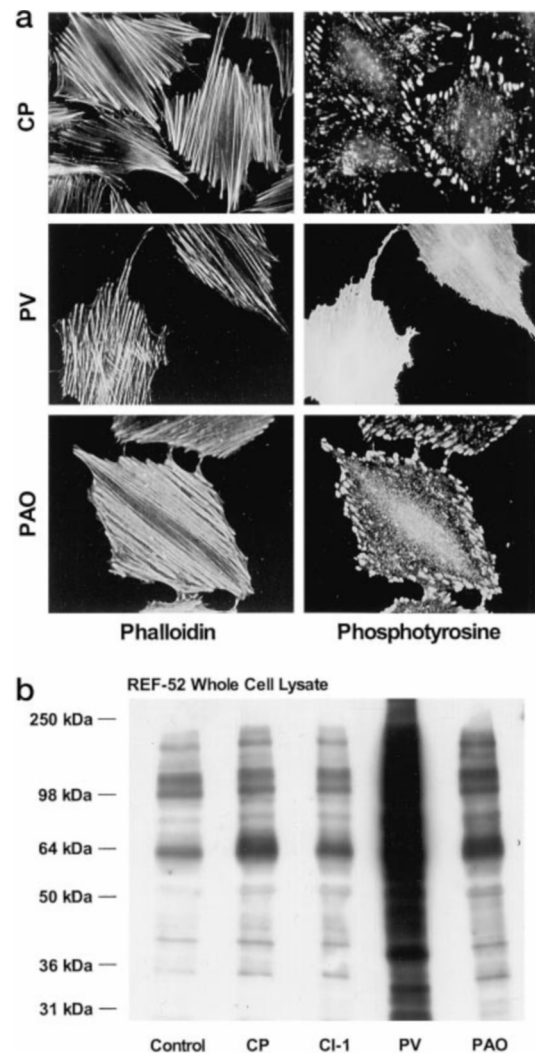 a
CP
PV
PAO
Phalloidin Phosphotyrosine
b
REF-52 Whole Cell Lysate
250 kDa
98 kDa
64 kDa
50 kDa
36 kDa
31 kDa
Control CP CI-1 PV PAO